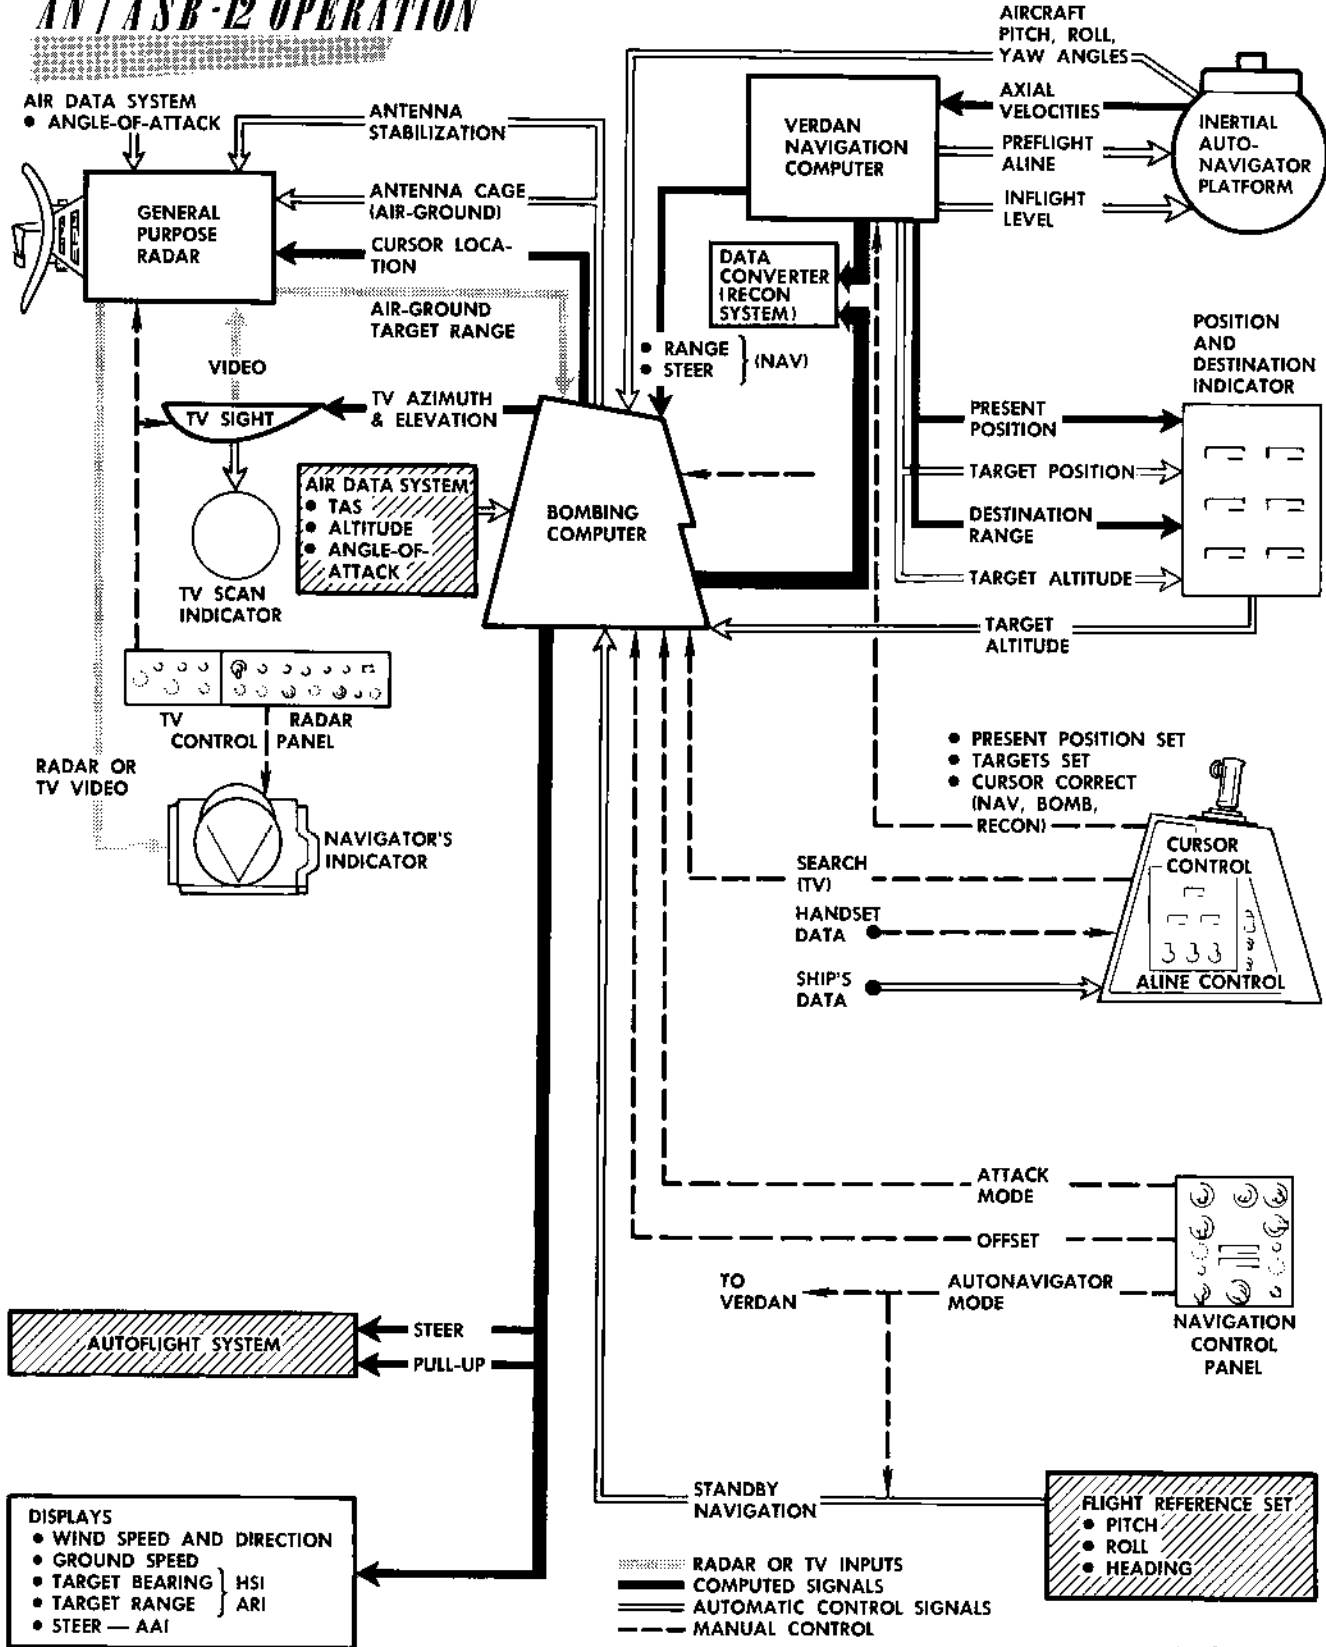 AN / ASB-12 OPERATION
AIR DATA SYSTEM
• ANGLE-OF-ATTACK
ANTENNA
STABILIZATION
AIRCRAFT
PITCH, ROLL,
YAW ANGLES
AXIAL
VELOCITIES
VERDAN
NAVIGATION
COMPUTER
PREFLIGHT
ALINE
INFLIGHT
LEVEL
INERTIAL
AUTO-
NAVIGATOR
PLATFORM
GENERAL
PURPOSE
RADAR
ANTENNA CAGE
(AIR-GROUND)
CURSOR LOCA-
TION
AIR-GROUND
TARGET RANGE
DATA
CONVERTER
(RECON
SYSTEM)
• RANGE
• STEER
(NAV)
POSITION
AND
DESTINATION
INDICATOR
VIDEO
TV SIGHT
TV AZIMUTH
& ELEVATION
PRESENT
POSITION
TARGET POSITION
DESTINATION
RANGE
TARGET ALTITUDE
TARGET
ALTITUDE
AIR DATA SYSTEM
• TAS
• ALTITUDE
• ANGLE-OF-
ATTACK
BOMBING
COMPUTER
TV SCAN
INDICATOR
TV
RADAR
CONTROL PANEL
RADAR OR
TV VIDEO
NAVIGATOR'S
INDICATOR
• PRESENT POSITION SET
• TARGETS SET
• CURSOR CORRECT
(NAV, BOMB,
RECON)
CURSOR
CONTROL
SEARCH
(TV)
HANDSET
DATA
SHIP'S
DATA
ALINE CONTROL
ATTACK
MODE
OFFSET
TO
VERDAN
AUTONAVIGATOR
MODE
NAVIGATION
CONTROL
PANEL
AUTOFLIGHT SYSTEM
STEER
PULL-UP
STANDBY
NAVIGATION
FLIGHT REFERENCE SET
• PITCH
• ROLL
• HEADING
DISPLAYS
• WIND SPEED AND DIRECTION
• GROUND SPEED
• TARGET BEARING HSI
• TARGET RANGE ARI
• STEER — AAI
RADAR OR TV INPUTS
COMPUTED SIGNALS
AUTOMATIC CONTROL SIGNALS
MANUAL CONTROL